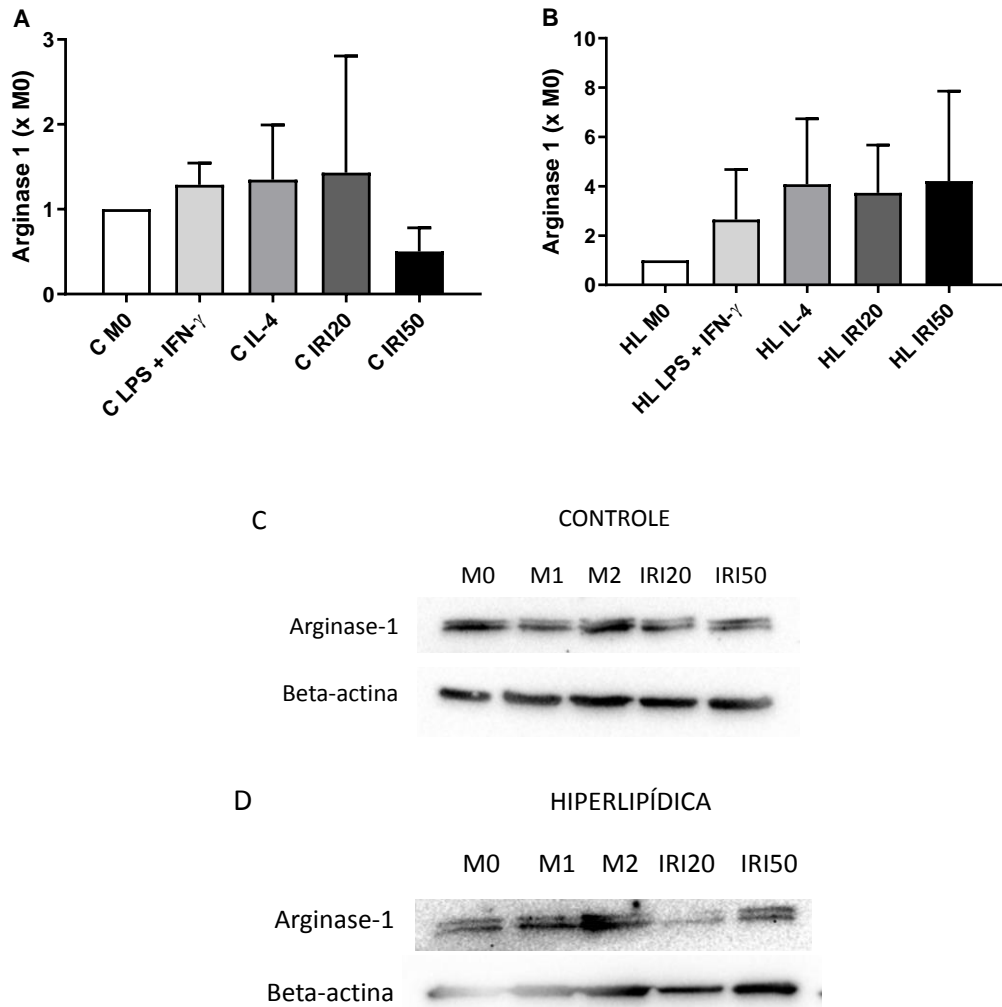 A
Arginase 1 (x M0)
3
2
1
0
C M0
C LPS + IFN-γ
C IL-4
C IRI20
C IRI50
B
Arginase 1 (x M0)
10
8
6
4
2
0
HL M0
HL LPS + IFN-γ
HL IL-4
HL IRI20
HL IRI50
C
CONTROLE
M0 M1 M2 IRI20 IRI50
Arginase-1
Beta-actina
D
HIPERLIPÍDICA
M0 M1 M2 IRI20 IRI50
Arginase-1
Beta-actina